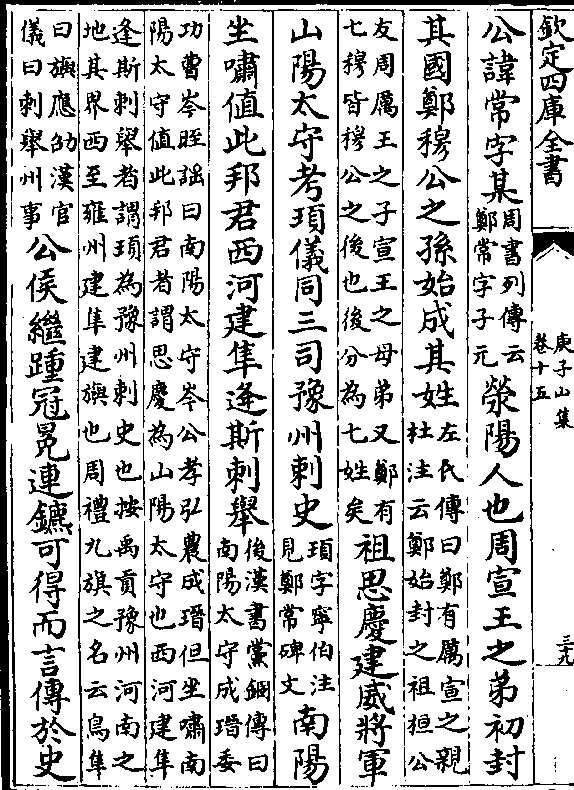 欽定四庫全書
庾子山集
卷十五
三九
公諱常字某周書列傳云鄭常字子元滎陽人也周宣王之弟初封
其國鄭穆公之孫始成其姓左氏傳曰鄭有厲宣之親杜注云鄭始封之祖桓公
友周厲王之子宣王之母弟又鄭有七穆皆穆公之後也後分為七姓矣祖思慶建威將軍
山陽太守考頊儀同三司豫州刺史頊字寧伯注見鄭常碑文南陽
坐嘯值此邦君西河建隼逢斯刺舉後漢書黨錮傳曰南陽太守成瑨委
功曹岑晊謡曰南陽太守岑公孝弘農成瑨但坐嘯南陽太守值此邦君者謂思慶為山陽太守也西河建隼
逢斯刺舉者謂頊為豫州刺史也按禹貢豫州河南之地其界西至雍州建隼建旟也周禮九旗之名云鳥隼
曰旟應劭漢官儀曰刺舉州事公侯繼踵冠冕連鑣可得而言傳於史